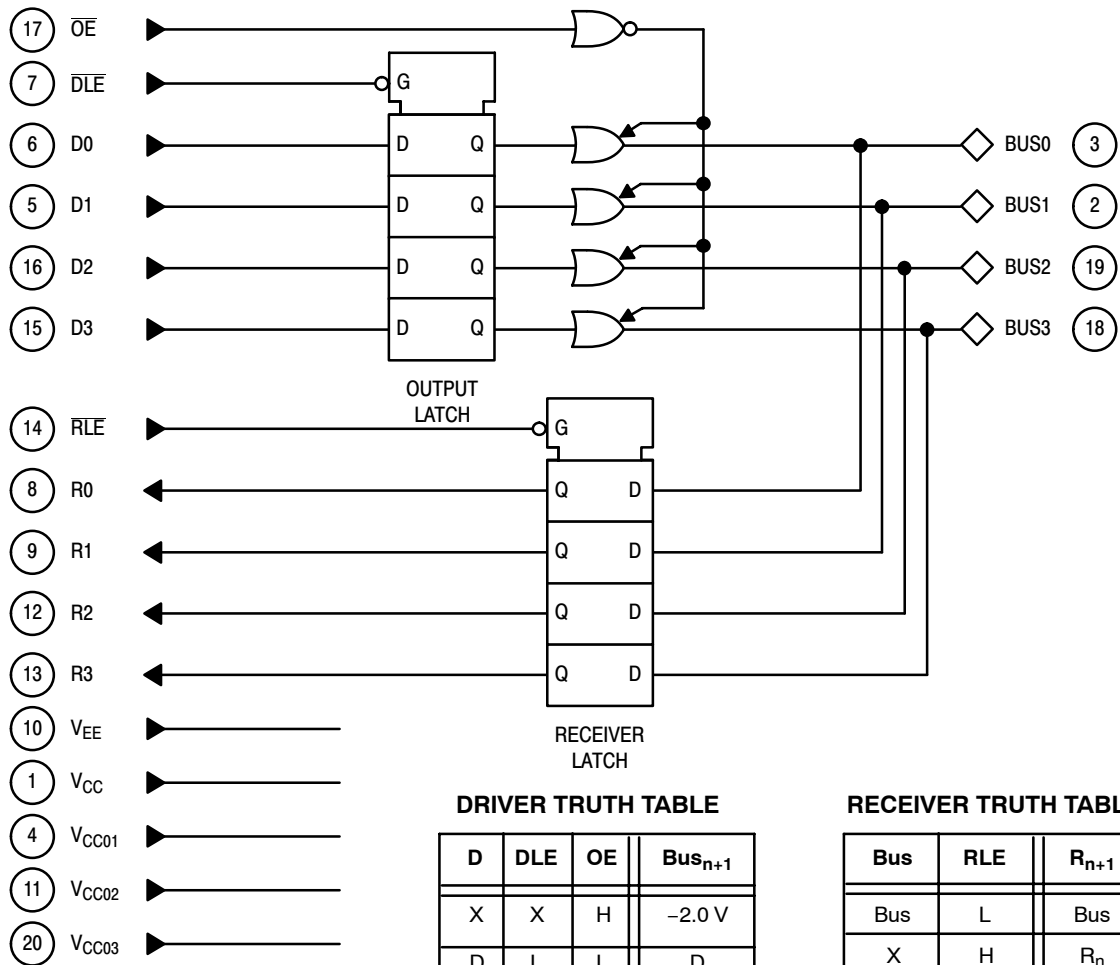 17 OE
7 DLE
G
6 D0 D Q BUS0 3
5 D1 D Q BUS1 2
16 D2 D Q BUS2 19
15 D3 D Q BUS3 18
OUTPUT
LATCH
14 RLE G
8 R0 Q D
9 R1 Q D
12 R2 Q D
13 R3 Q D
10 VEE
RECEIVER
LATCH
1 VCC
4 VCC01
11 VCC02
20 VCC03
DRIVER TRUTH TABLE
D DLE OE Busn+1
X X H −2.0 V
D L L D
RECEIVER TRUTH TABL
Bus RLE Rn+1
Bus L Bus
X H Rn